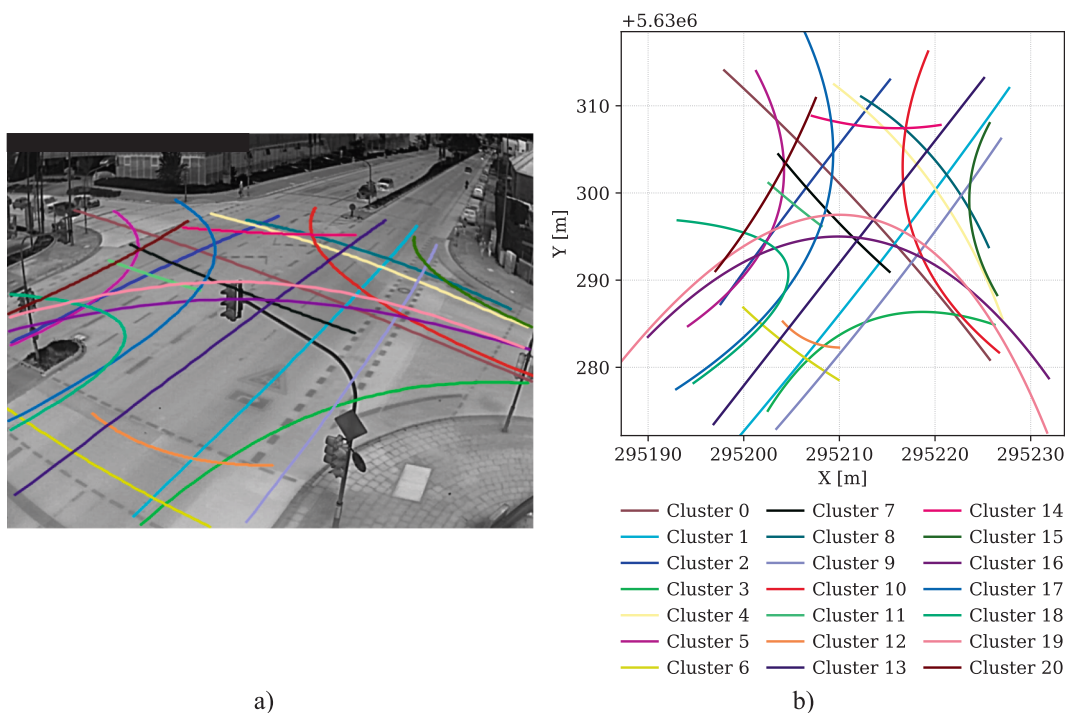 +5.63e6
310
300
290
280
Y [m]
295190 295200 295210 295220 295230
X [m]
Cluster 0 Cluster 7 Cluster 14
Cluster 1 Cluster 8 Cluster 15
Cluster 2 Cluster 9 Cluster 16
Cluster 3 Cluster 10 Cluster 17
Cluster 4 Cluster 11 Cluster 18
Cluster 5 Cluster 12 Cluster 19
Cluster 6 Cluster 13 Cluster 20
a) b)